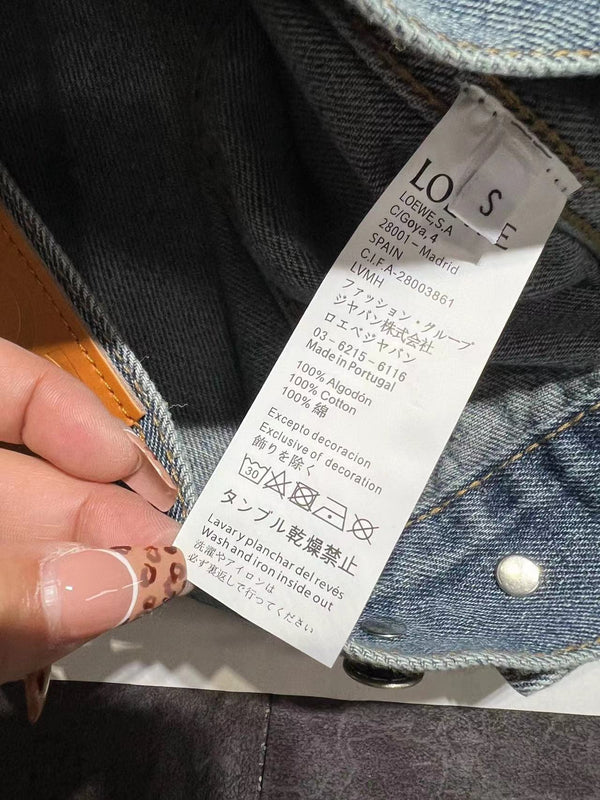 S
LOEWE
LOEWE,S.A
C/Goya, 4
28001-Madrid
SPAIN
C.I.F.A-28003861
LVMH
ファッション・グループ
ジャパン株式会社
ロエベジャパン
03-6215-6116
Made in Portugal
100% Algodón
100% Cotton
100% 綿
Excepto decoracion
Exclusive of decoration
飾りを除く
30
タンブル乾燥禁止
Lavary planchar del revés
Wash and iron inside out
洗濯やアイロンは
必ず裏返しで行ってください